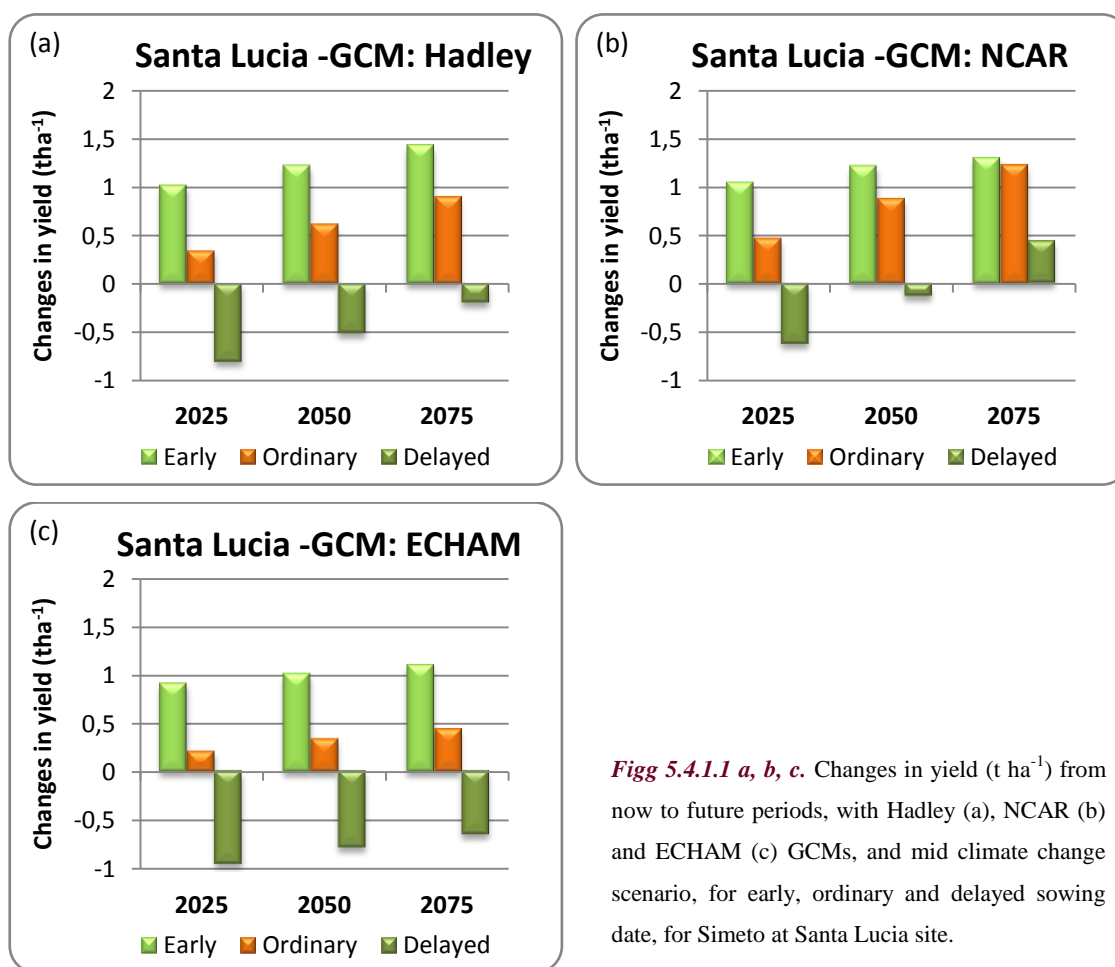 (a)
Santa Lucia -GCM: Hadley
Changes in yield (tha⁻¹)
2
1,5
1
0,5
0
-0,5
-1
2025 2050 2075
Early Ordinary Delayed
(b)
Santa Lucia -GCM: NCAR
Changes in yield (tha⁻¹)
2
1,5
1
0,5
0
-0,5
-1
2025 2050 2075
Early Ordinary Delayed
(c)
Santa Lucia -GCM: ECHAM
Changes in yield (tha⁻¹)
2
1,5
1
0,5
0
-0,5
-1
2025 2050 2075
Early Ordinary Delayed
Figg 5.4.1.1 a, b, c. Changes in yield (t ha⁻¹) from
now to future periods, with Hadley (a), NCAR (b)
and ECHAM (c) GCMs, and mid climate change
scenario, for early, ordinary and delayed sowing
date, for Simeto at Santa Lucia site.